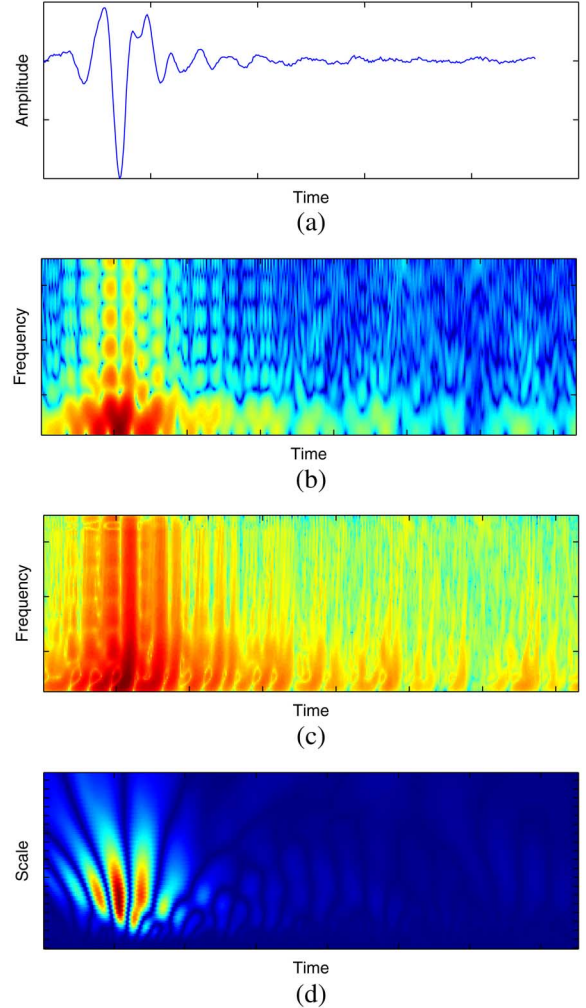 Amplitude
Time
(a)
Frequency
Time
(b)
Frequency
Time
(c)
Scale
Time
(d)